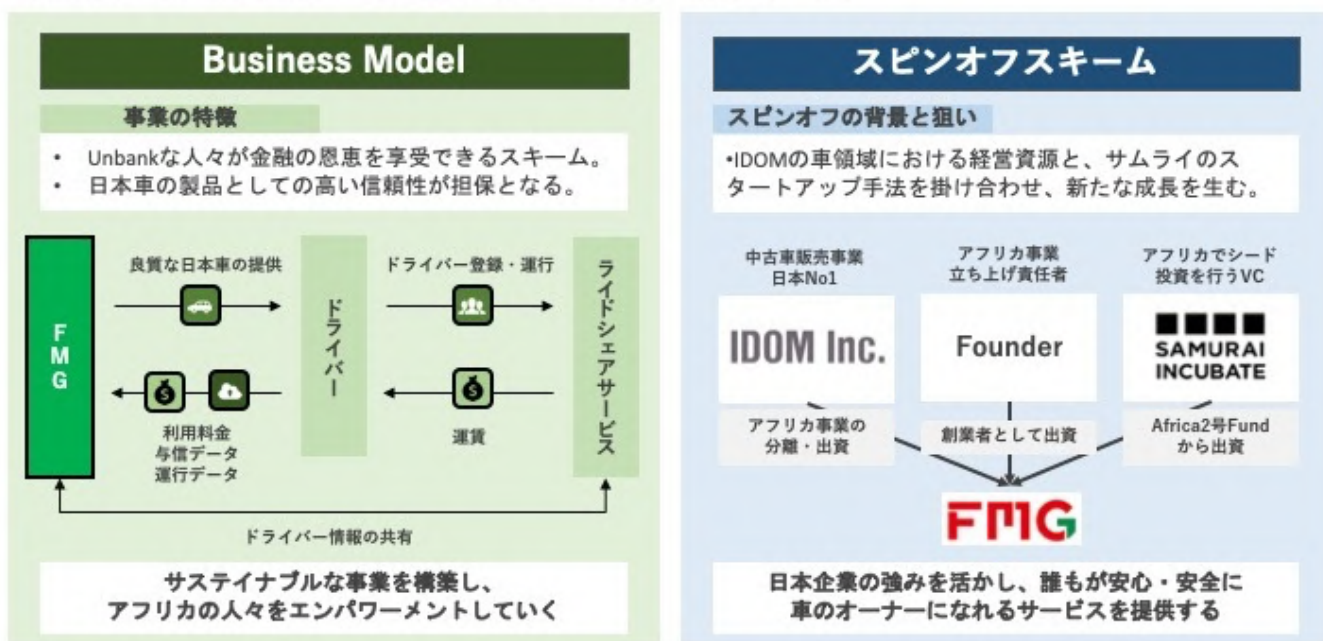 Business Model
事業の特徴
• Unbankな人々が金融の恩恵を享受できるスキーム。
• 日本車の製品としての高い信頼性が担保となる。
FMG
良質な日本車の提供
利用料金
与信データ
運行データ
ドライバー
ドライバー登録・運行
運賃
ライドシェアサービス
ドライバー情報の共有
サステイナブルな事業を構築し、
アフリカの人々をエンパワーメントしていく
スピンオフスキーム
スピンオフの背景と狙い
•IDOMの車領域における経営資源と、サムライのス
タートアップ手法を掛け合わせ、新たな成長を生む。
中古車販売事業
日本No1
IDOM Inc.
アフリカ事業の
分離・出資
アフリカ事業
立ち上げ責任者
Founder
創業者として出資
アフリカでシード
投資を行うVC
SAMURAI
INCUBATE
Africa2号Fund
から出資
FMG
日本企業の強みを活かし、誰もが安心・安全に
車のオーナーになれるサービスを提供する